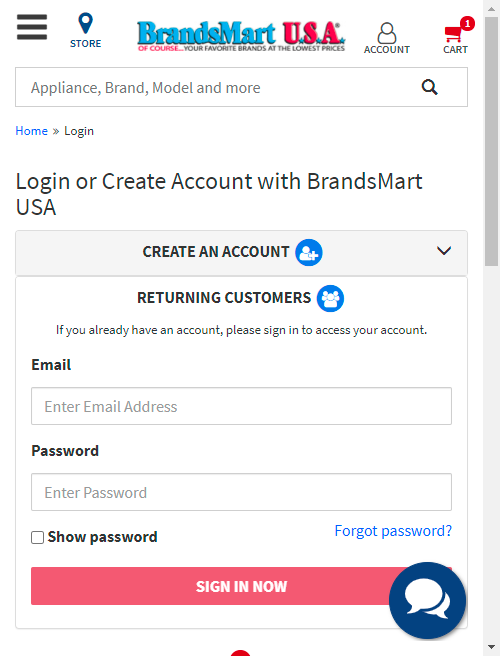 STORE
BrandsMart U.S.A.
OF COURSE...YOUR FAVORITE BRANDS AT THE LOWEST PRICES
ACCOUNT
1
CART
Appliance, Brand, Model and more
Home » Login
Login or Create Account with BrandsMart
USA
CREATE AN ACCOUNT
RETURNING CUSTOMERS
If you already have an account, please sign in to access your account.
Email
Enter Email Address
Password
Enter Password
Show password
Forgot password?
SIGN IN NOW